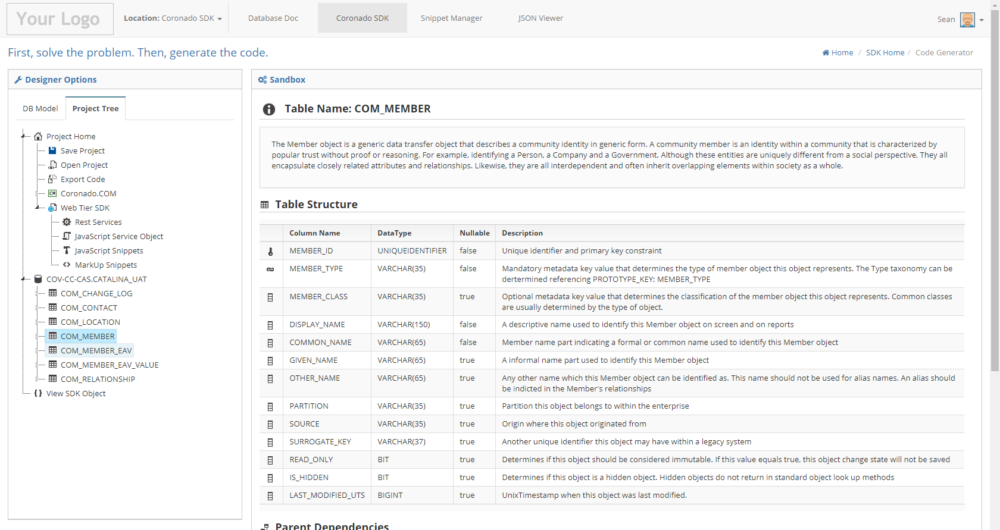 Your Logo
Location: Coronado SDK
Database Doc
Coronado SDK
Snippet Manager
JSON Viewer
Sean
First, solve the problem. Then, generate the code.
Home / SDK Home / Code Generator
Designer Options
DB Model
Project Tree
Project Home
Save Project
Open Project
Export Code
C# Coronado.COM
Web Tier SDK
Rest Services
JavaScript Service Object
JavaScript Snippets
MarkUp Snippets
COV-CC-CAS.CATALINA_UAT
COM_CHANGE_LOG
COM_CONTACT
COM_LOCATION
COM_MEMBER
COM_MEMBER_EAV
COM_MEMBER_EAV_VALUE
COM_RELATIONSHIP
View SDK Object
Sandbox
Table Name: COM_MEMBER
The Member object is a generic data transfer object that describes a community identity in generic form. A community member is an identity within a community that is characterized by
popular trust without proof or reasoning. For example, identifying a Person, a Company and a Government. Although these entities are uniquely different from a social perspective, They all
encapsulate closely related attributes and relationships. Likewise, they are all interdependent and often inherit overlapping elements within society as a whole.
Table Structure
Column Name DataType Nullable Description
MEMBER_ID UNIQUEIDENTIFIER false Unique identifier and primary key constraint
MEMBER_TYPE VARCHAR(35) false Mandatory metadata key value that determines the type of member object this object represents. The Type taxonomy can be
dertermined referencing PROTOTYPE_KEY: MEMBER_TYPE
MEMBER_CLASS VARCHAR(35) true Optional metadata key value that determines the classification of the member object this object represents. Common classes
are usually determined by the type of object.
DISPLAY_NAME VARCHAR(150) false A descriptive name used to identify this Member object on screen and on reports
COMMON_NAME VARCHAR(65) false Member name part indicating a formal or common name used to identify this Member object
GIVEN_NAME VARCHAR(65) true A informal name part used to identify this Member object
OTHER_NAME VARCHAR(65) true Any other name which this Member object can be identified as. This name should not be used for alias names. An alias should
be indicted in the Member's relationships
PARTITION VARCHAR(35) true Partition this object belongs to within the enterprise
SOURCE VARCHAR(35) true Origin where this object originated from
SURROGATE_KEY VARCHAR(37) true Another unique identifier this object may have within a legacy system
READ_ONLY BIT true Determines if this object should be considered immutable. If this value equals true, this object change state will not be saved
IS_HIDDEN BIT true Determines if this object is a hidden object. Hidden objects do not return in standard object look up methods
LAST_MODIFIED_UTS BIGINT true UnixTimestamp when this object was last modified.
Parent Dependencies